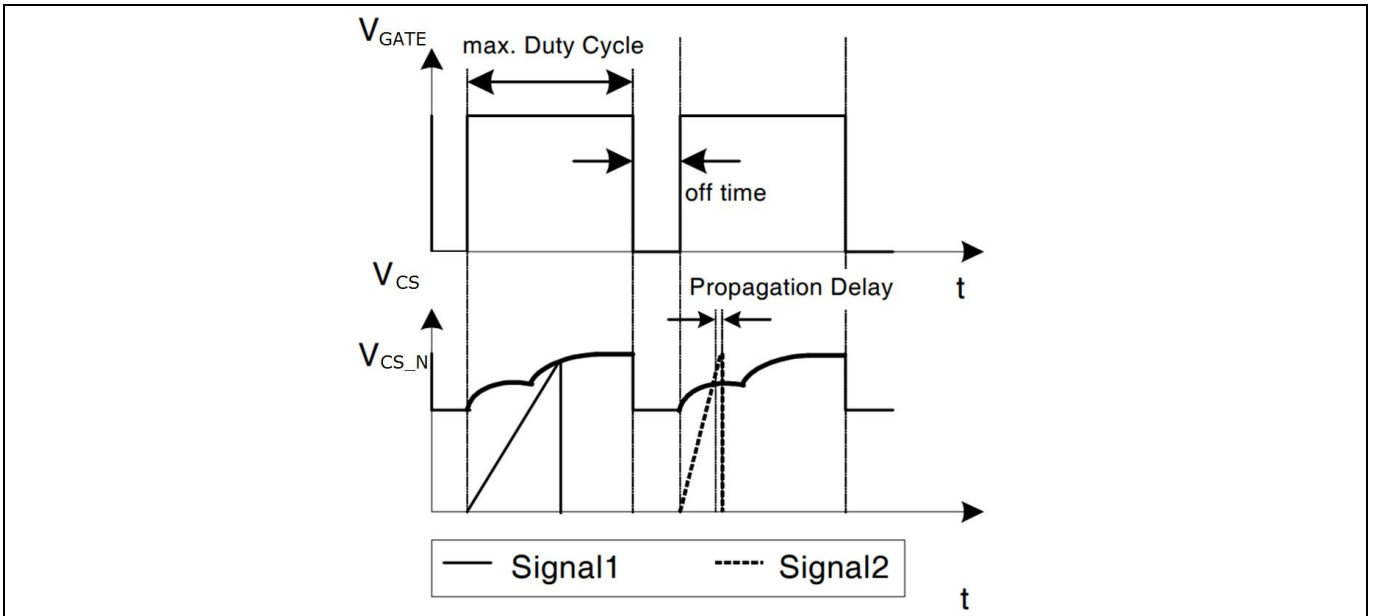 VGATE
max. Duty Cycle
off time
VCS
Propagation Delay
t
VCS_N
Signal1
Signal2
t